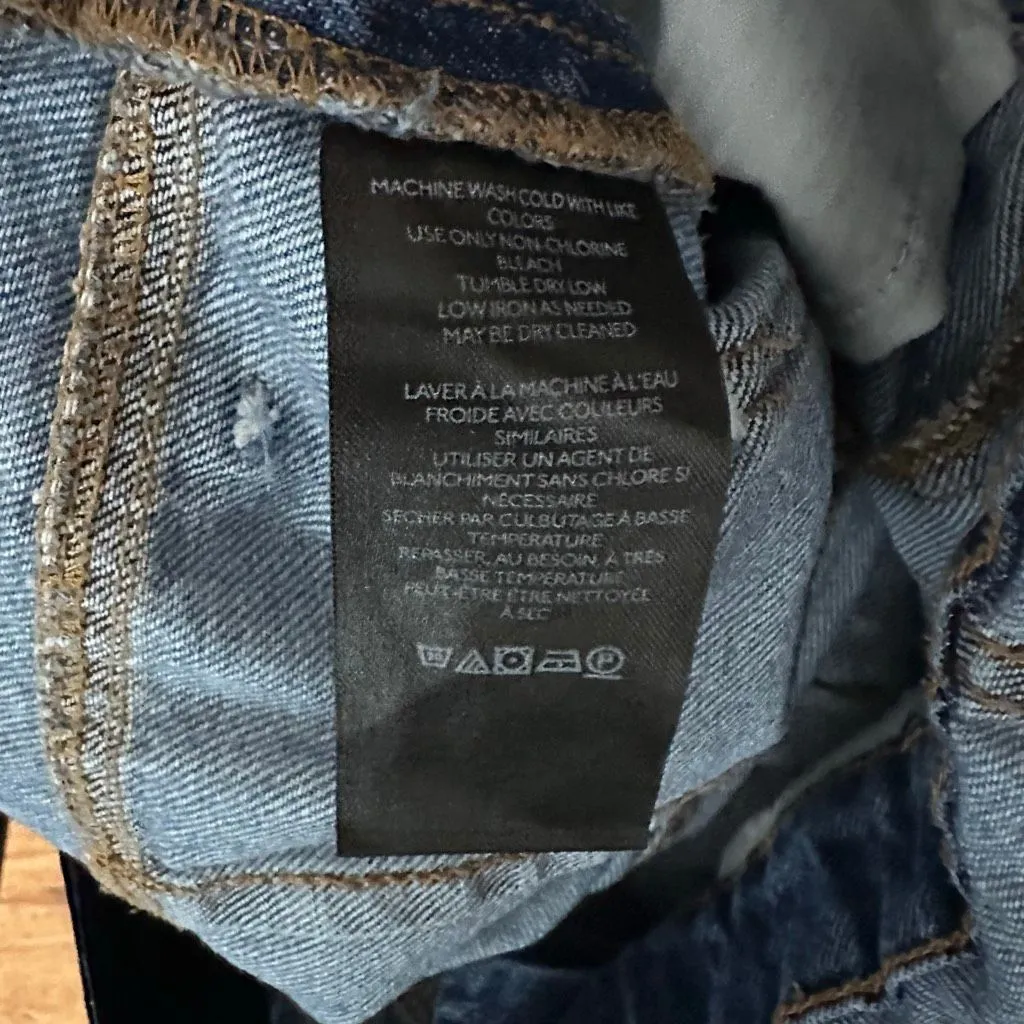 MACHINE WASH COLD WITH LIKE
COLORS
USE ONLY NON-CHLORINE
BLEACH
TUMBLE DRY LOW
LOW IRON AS NEEDED
MAY BE DRY CLEANED
LAVER À LA MACHINE À L'EAU
FROIDE AVEC COULEURS
SIMILAIRES
UTILISER UN AGENT DE
BLANCHIMENT SANS CHLORE SI
NÉCESSAIRE
SÉCHER PAR CULBUTAGE À BASSE
TEMPÉRATURE
REPASSER, AU BESOIN, À TRÈS
BASSE TEMPÉRATURE
PEUT-ÊTRE ÊTRE NETTOYÉE
À SEC
P